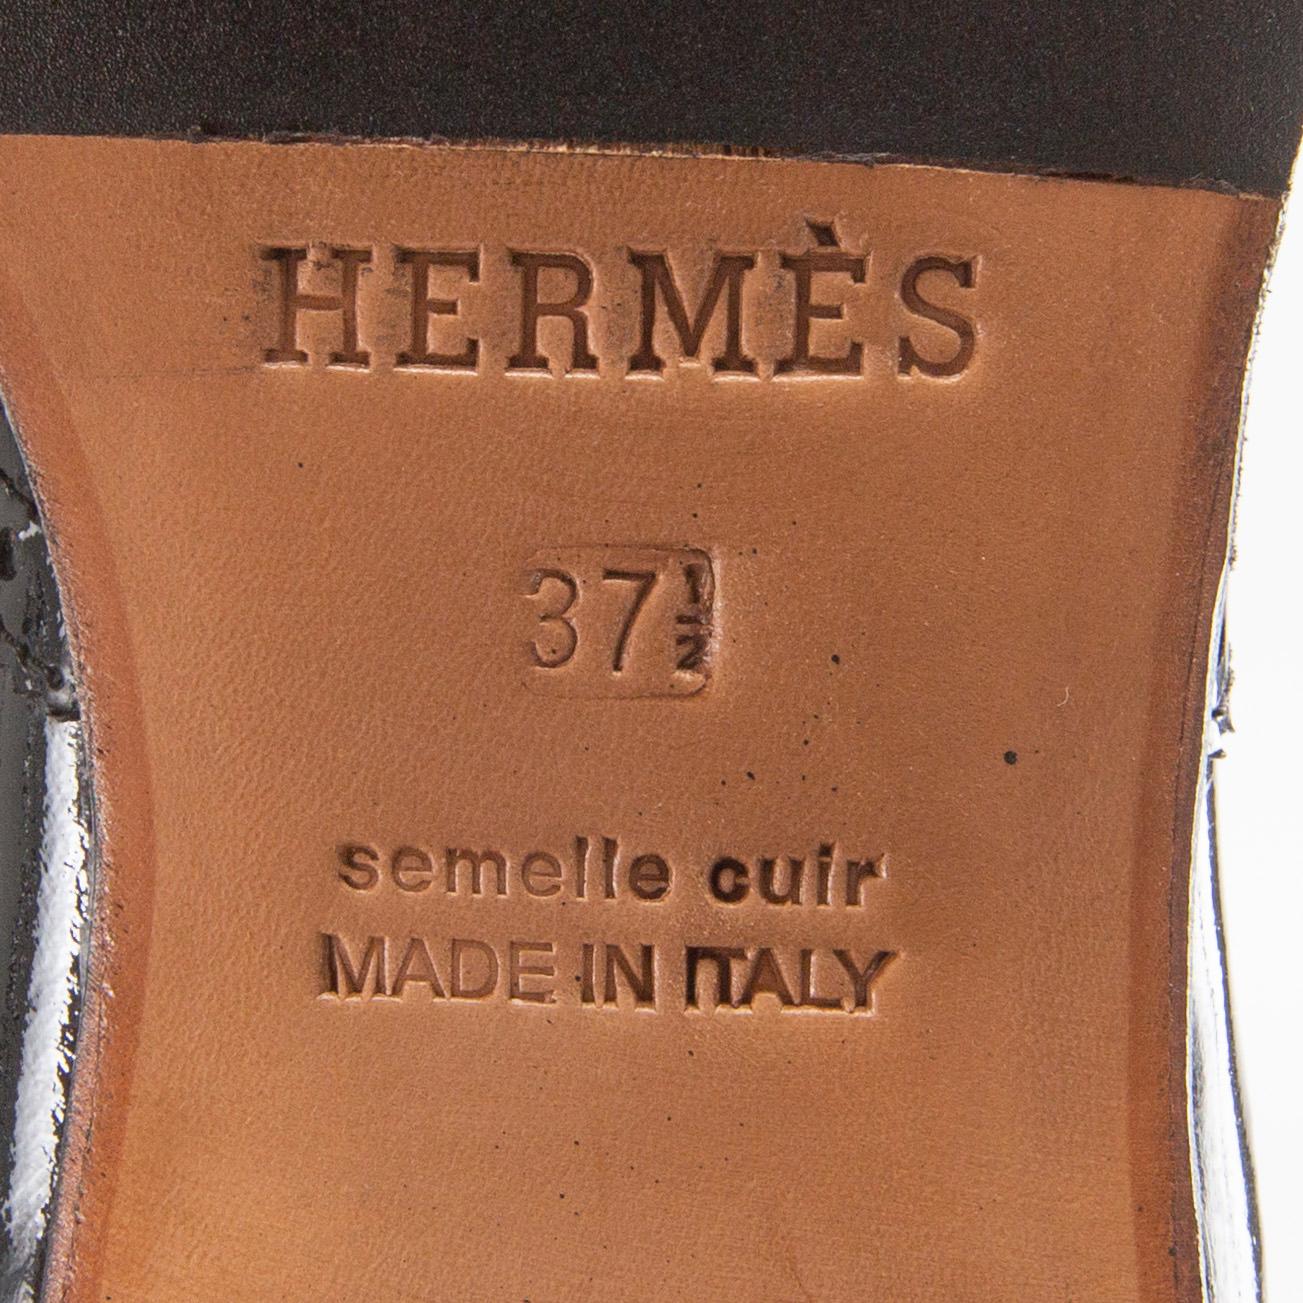 HERMÈS
37½
semelle cuir
MADE IN ITALY